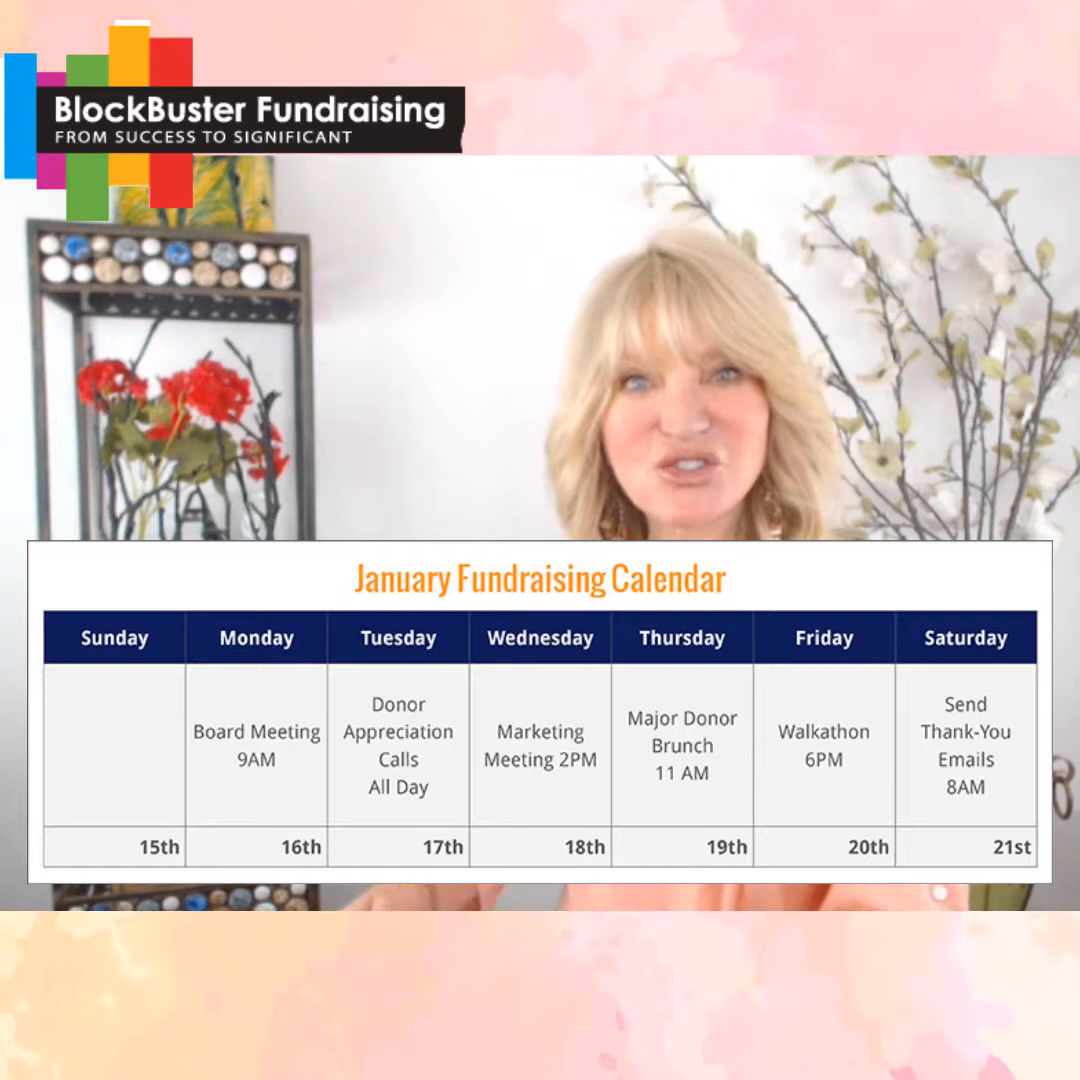 BlockBuster Fundraising
FROM SUCCESS TO SIGNIFICANT
January Fundraising Calendar
Sunday Monday Tuesday Wednesday Thursday Friday Saturday
Board Meeting
9AM
Donor
Appreciation
Calls
All Day
Marketing
Meeting 2PM
Major Donor
Brunch
11 AM
Walkathon
6PM
Send
Thank-You
Emails
8AM
15th 16th 17th 18th 19th 20th 21st